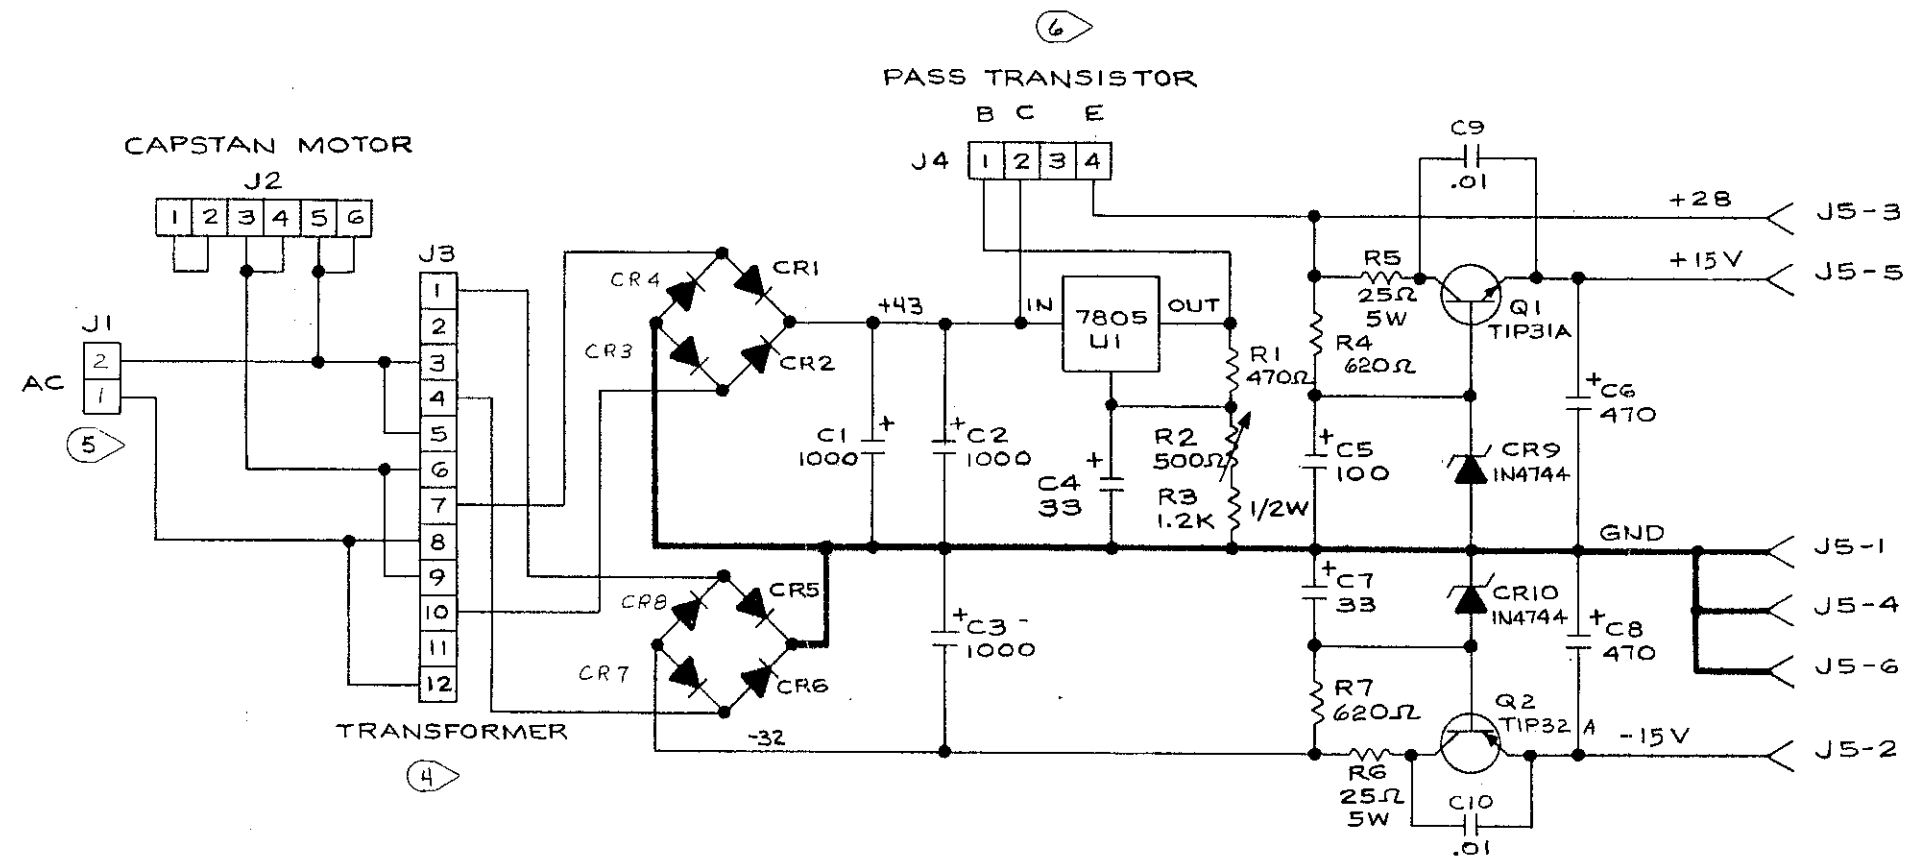 6
PASS TRANSISTOR
B C E
J4 1 2 3 4
CAPSTAN MOTOR
J2
1 2 3 4 5 6
J1
AC
2
1
5
J3
1
2
3
4
5
6
7
8
9
10
11
12
TRANSFORMER
4
CR4
CR1
CR3
CR2
+43
IN
7805
U1
OUT
C1
+
1000
+
C2
1000
+
C4
33
R1
470Ω
R2
500Ω
R3
1.2K
1/2W
CR8
CR5
CR7
CR6
-32
+
C3 -
1000
C9
.01
R5
25Ω
5W
Q1
TIP31A
R4
620Ω
+
C5
100
CR9
IN4744
+
C6
470
+
C7
33
CR10
IN4744
+
C8
470
R7
620Ω
Q2
TIP32 A
R6
25Ω
5W
C10
.01
+28
J5-3
+15V
J5-5
GND
J5-1
J5-4
J5-6
-15V
J5-2